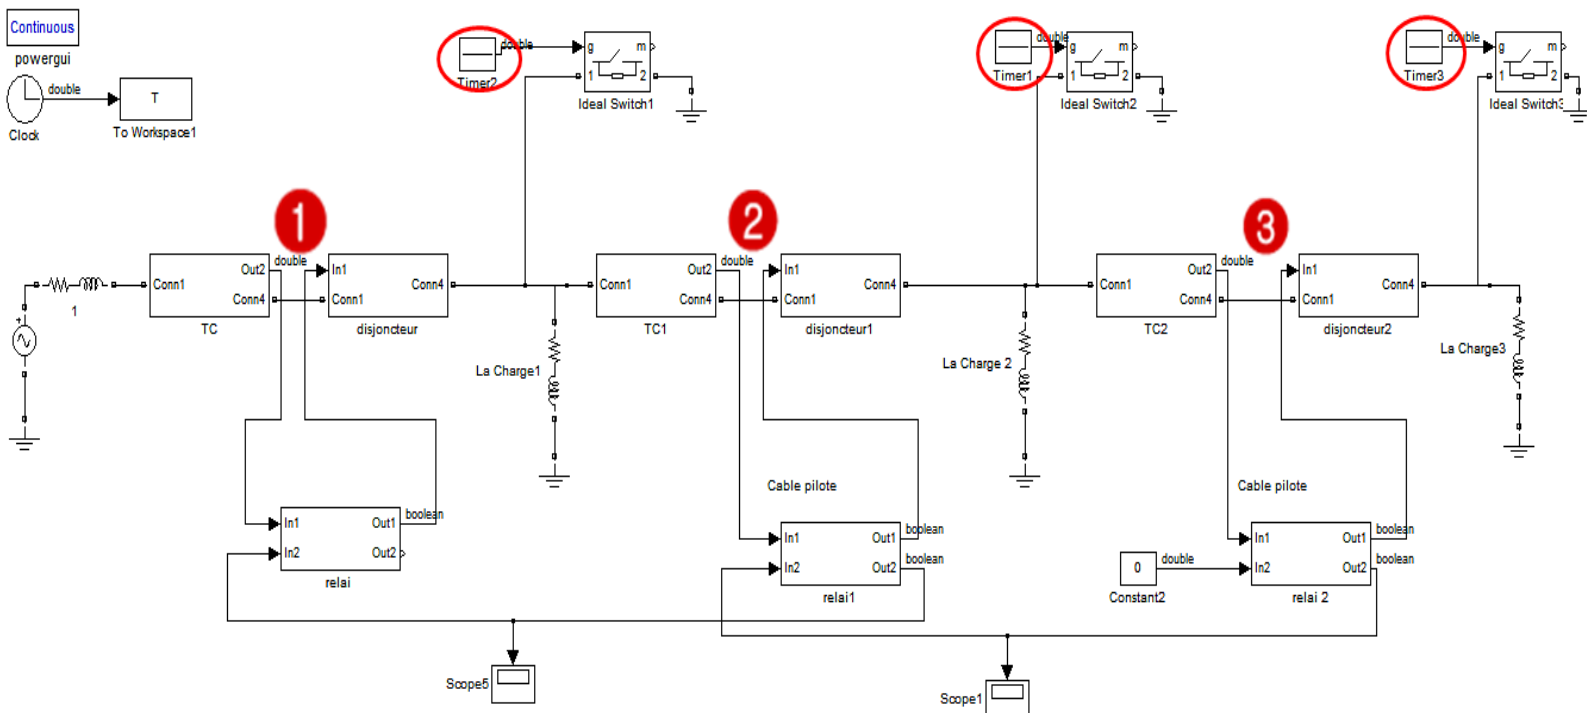 Continuous
powergui
double
T
Clock
To Workspace1
double
Timer2
g
m
1
2
Ideal Switch1
double
Timer1
g
m
1
2
Ideal Switch2
double
Timer3
g
m
1
2
Ideal Switch3
1
2
3
+
1
Conn1
Out2
Conn4
TC
double
In1
Conn1
Conn4
disjoncteur
La Charge1
Conn1
Out2
Conn4
TC1
double
In1
Conn1
Conn4
disjoncteur1
La Charge 2
Conn1
Out2
Conn4
TC2
double
In1
Conn1
Conn4
disjoncteur2
La Charge3
In1
In2
Out1
Out2
boolean
relai
Cable pilote
In1
In2
Out1
Out2
boolean
boolean
relai1
Cable pilote
0
double
Constant2
In1
In2
Out1
Out2
boolean
boolean
relai 2
Scope5
Scope1